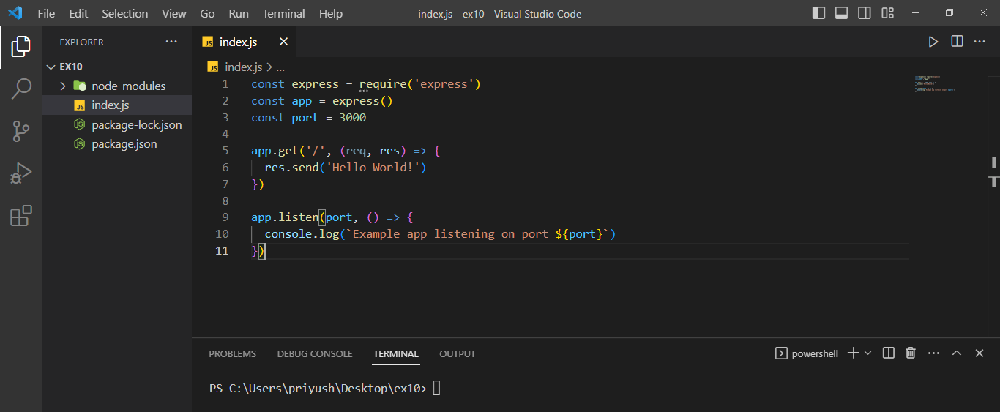 File Edit Selection View Go Run Terminal Help index.js - ex10 - Visual Studio Code
EXPLORER ...
EX10
node_modules
JS index.js
package-lock.json
package.json
JS index.js
JS index.js > ...
1 const express = require('express')
2 const app = express()
3 const port = 3000
4
5 app.get('/', (req, res) => {
6 res.send('Hello World!')
7 })
8
9 app.listen(port, () => {
10 console.log(`Example app listening on port ${port}`)
11 })
PROBLEMS DEBUG CONSOLE TERMINAL OUTPUT powershell
PS C:\Users\priyush\Desktop\ex10>